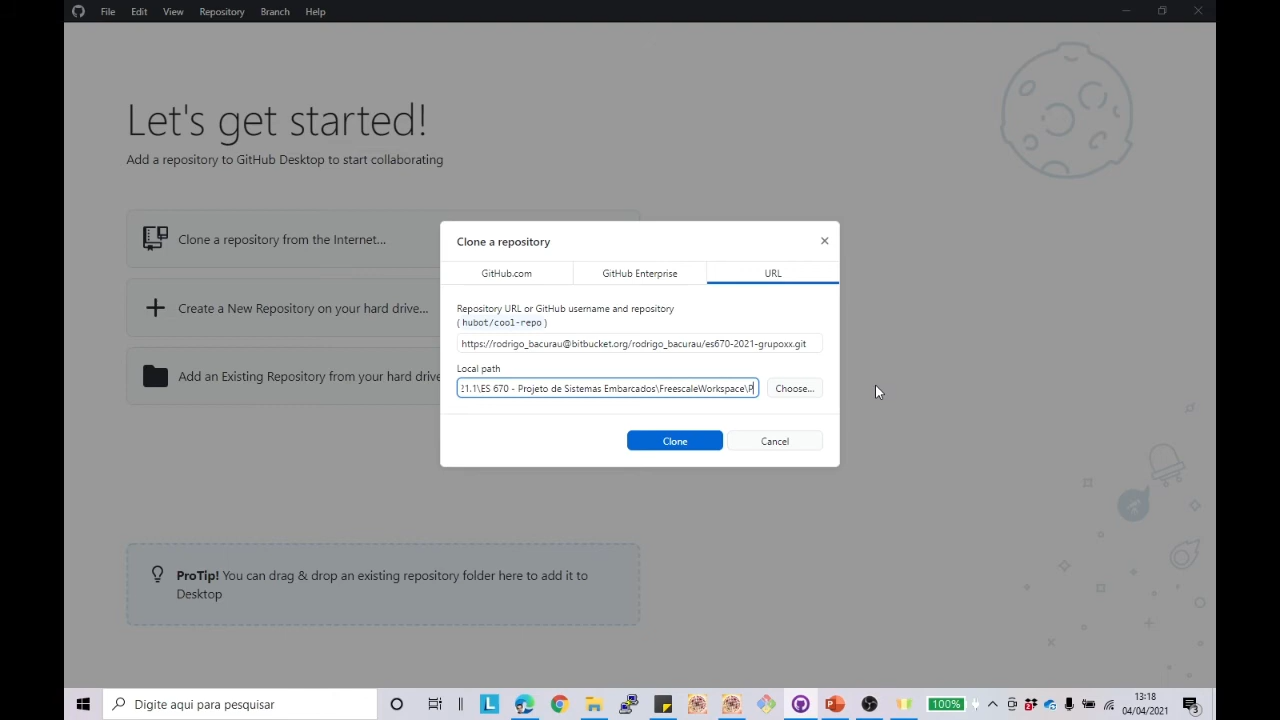 File Edit View Repository Branch Help
Let's get started!
Add a repository to GitHub Desktop to start collaborating
Clone a repository from the Internet...
Create a New Repository on your hard drive...
Add an Existing Repository from your hard drive
Clone a repository
GitHub.com GitHub Enterprise URL
Repository URL or GitHub username and repository
(hubot/cool-repo)
https://rodrigo_bacurau@bitbucket.org/rodrigo_bacurau/es670-2021-grupoxx.git
Local path
21.1\ES 670 - Projeto de Sistemas Embarcados\FreescaleWorkspace\P
Choose...
Clone Cancel
ProTip! You can drag & drop an existing repository folder here to add it to
Desktop
Digite aqui para pesquisar
L
100%
13:18
04/04/2021
3